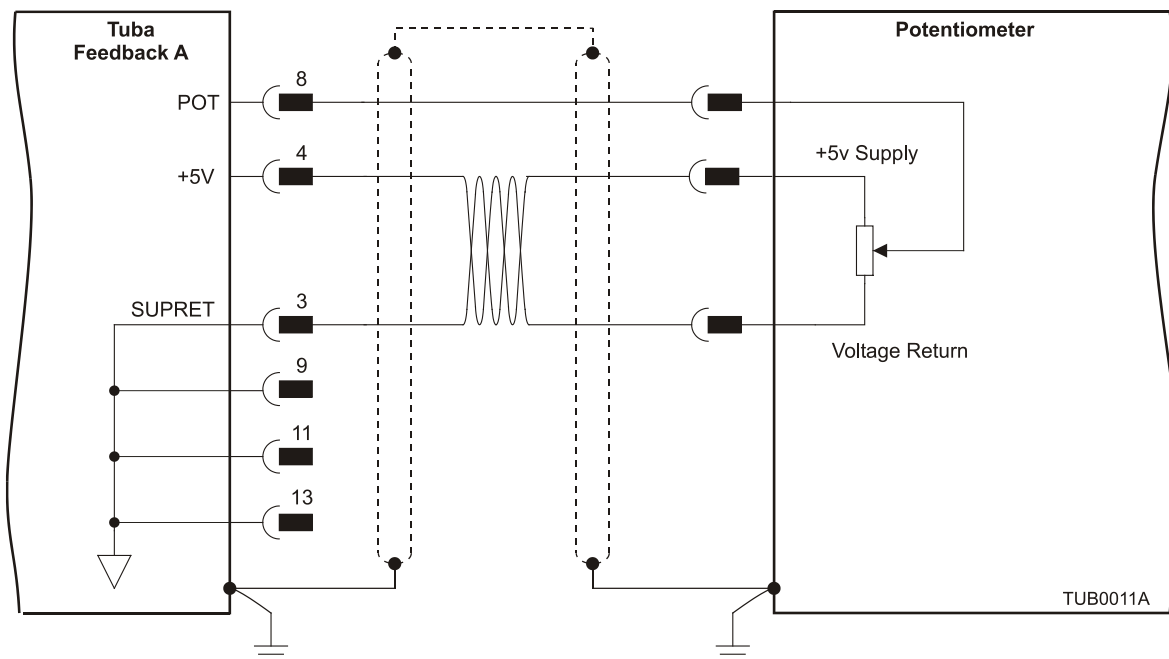 Tuba
Feedback A
Potentiometer
8
POT
4
+5V
+5v Supply
3
SUPRET
Voltage Return
9
11
13
TUB0011A